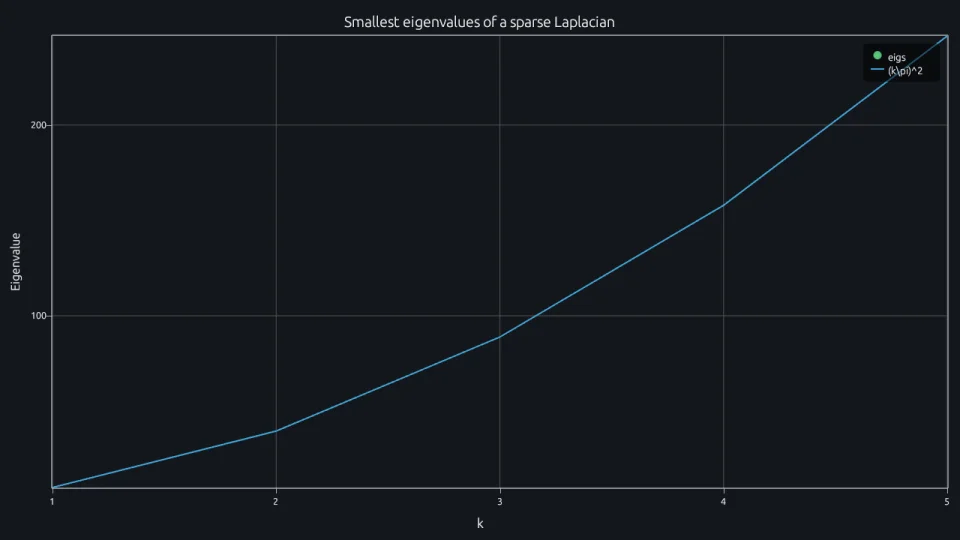 Smallest eigenvalues of a sparse Laplacian
eigs
(k\pi)^2
200
100
Eigenvalue
1
2
3
4
5
k